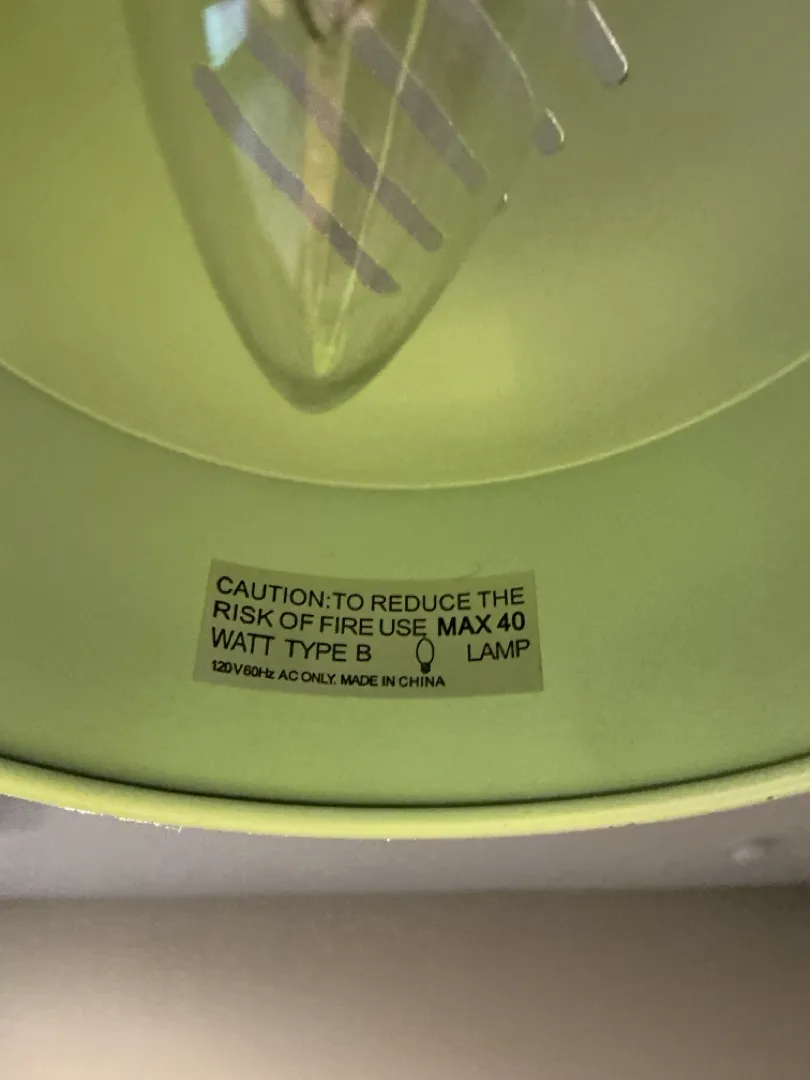 CAUTION:TO REDUCE THE
RISK OF FIRE USE MAX 40
WATT TYPE B LAMP
120V60Hz AC ONLY. MADE IN CHINA